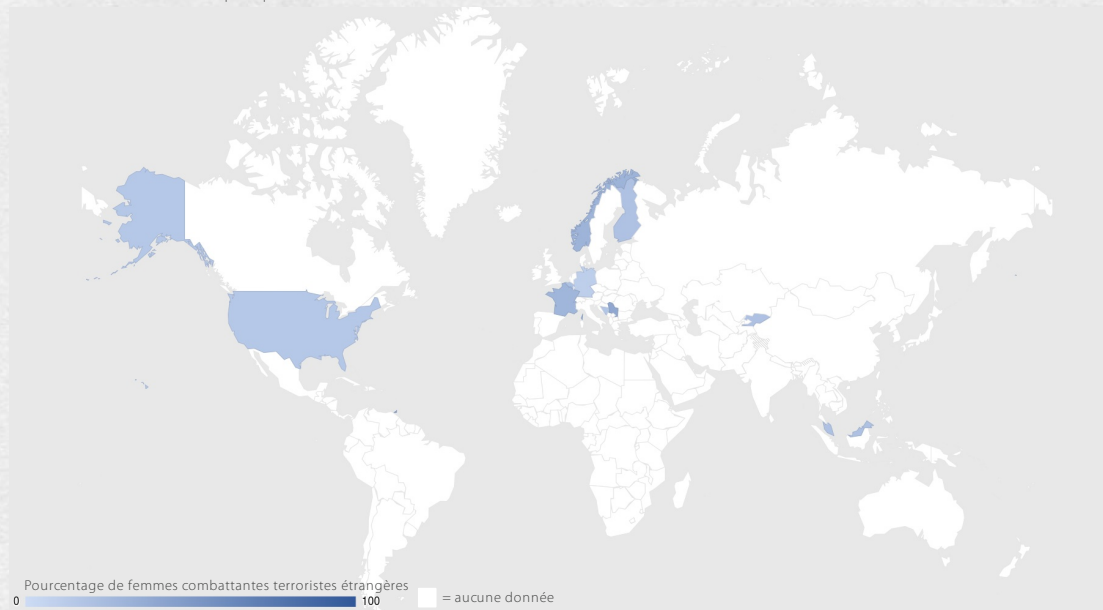 Pourcentage de femmes combattantes terroristes étrangères
0 100 = aucune donnée